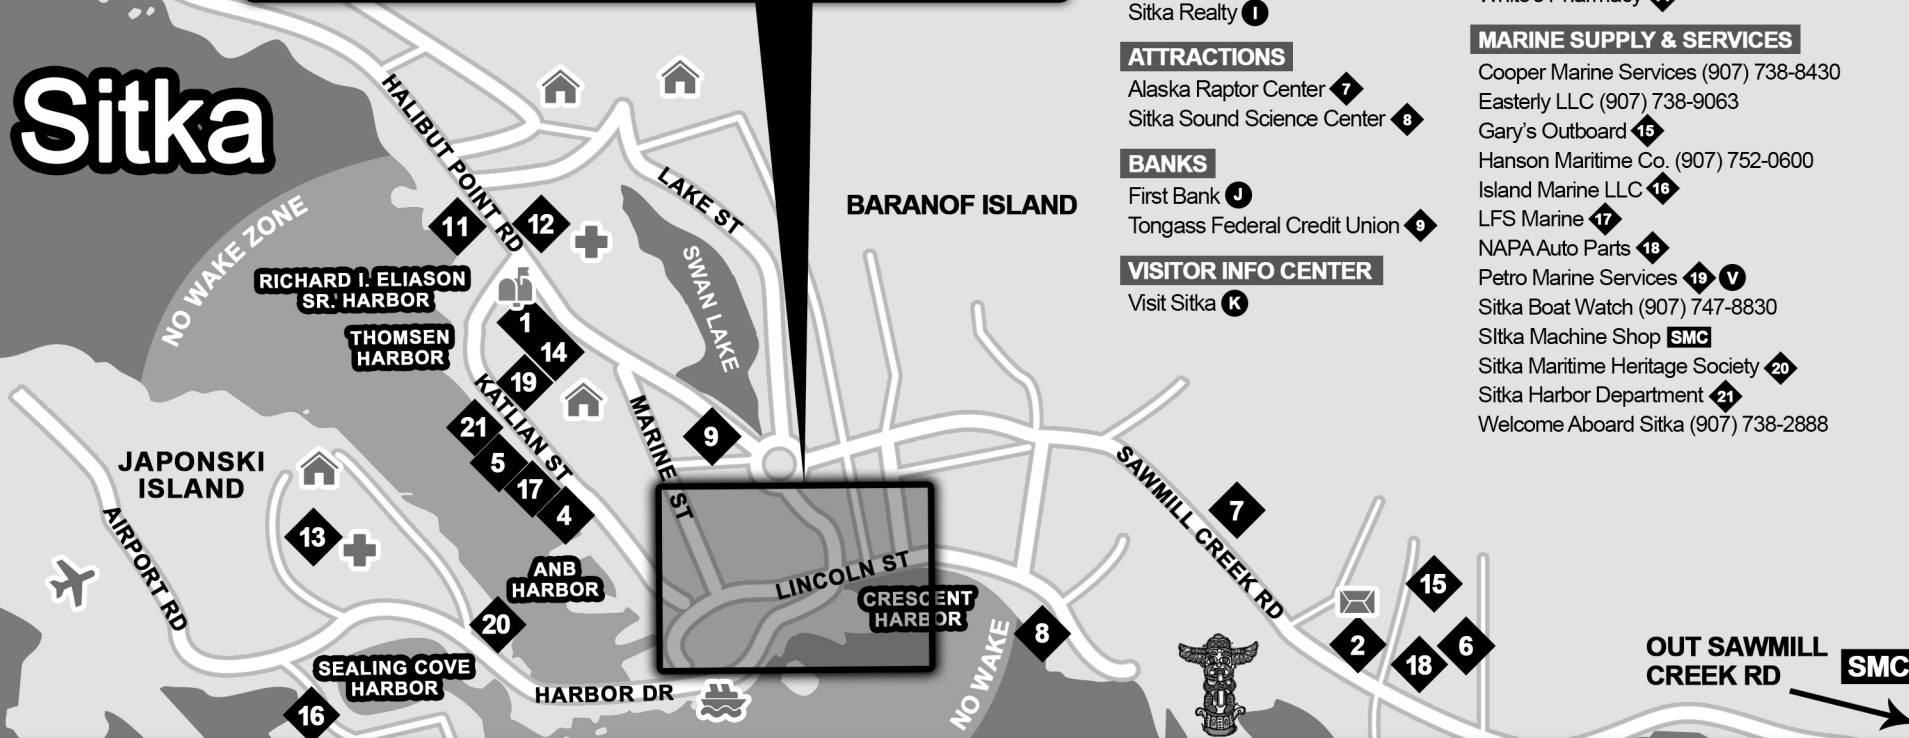 Sitka
HALIBUT POINT RD
LAKE ST
NO WAKE ZONE
11
12
RICHARD I. ELIASON
SR. HARBOR
THOMSEN
HARBOR
SWAN LAKE
BARANOF ISLAND
1
14
19
KATLIAN ST
MARINE ST
9
21
5
17
4
JAPONSKI
ISLAND
13
AIRPORT RD
ANB
HARBOR
20
SEALING COVE
HARBOR
16
HARBOR DR
LINCOLN ST
CRESCENT
HARBOR
NO WAKE
8
SAWMILL CREEK RD
7
15
2
18
6
OUT SAWMILL
CREEK RD
SMC
Sitka Realty I
ATTRACTIONS
Alaska Raptor Center 7
Sitka Sound Science Center 8
BANKS
First Bank J
Tongass Federal Credit Union 9
VISITOR INFO CENTER
Visit Sitka K
MARINE SUPPLY & SERVICES
Cooper Marine Services (907) 738-8430
Easterly LLC (907) 738-9063
Gary's Outboard 15
Hanson Maritime Co. (907) 752-0600
Island Marine LLC 16
LFS Marine 17
NAPA Auto Parts 18
Petro Marine Services 19 V
Sitka Boat Watch (907) 747-8830
SItka Machine Shop SMC
Sitka Maritime Heritage Society 20
Sitka Harbor Department 21
Welcome Aboard Sitka (907) 738-2888